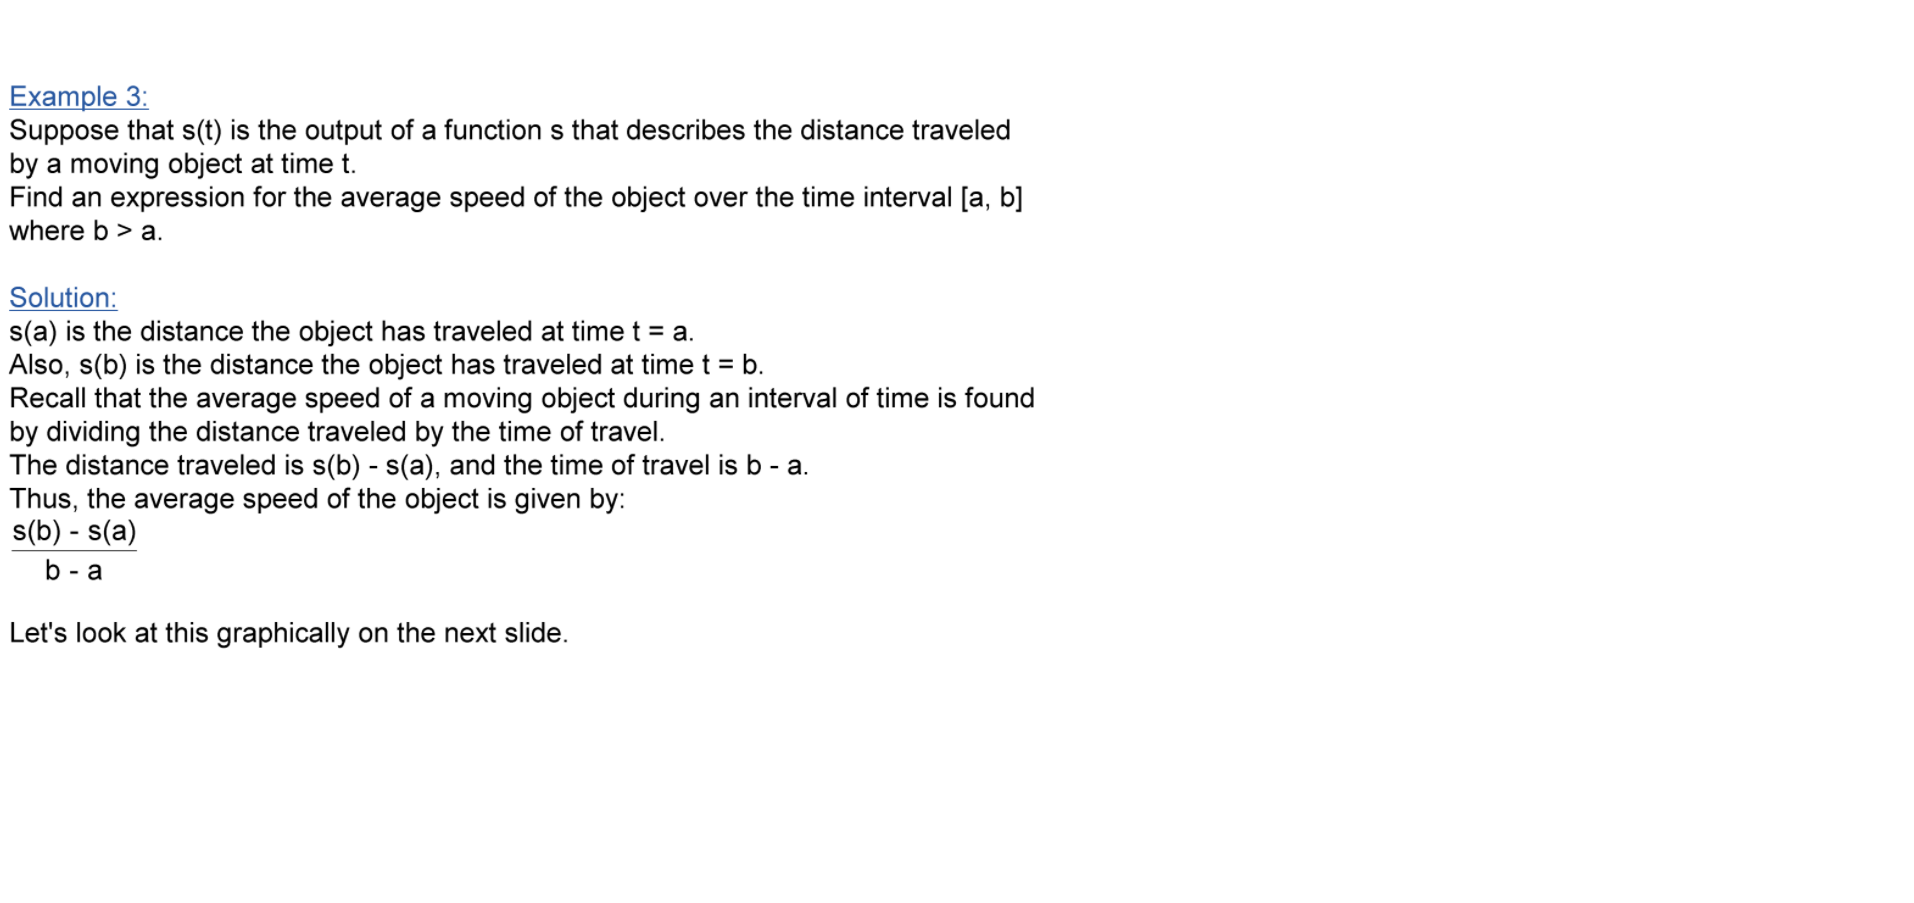 Example 3:
Suppose that s(t) is the output of a function s that describes the distance traveled
by a moving object at time t.
Find an expression for the average speed of the object over the time interval [a, b]
where b > a.
Solution:
s(a) is the distance the object has traveled at time t = a.
Also, s(b) is the distance the object has traveled at time t = b.
Recall that the average speed of a moving object during an interval of time is found
by dividing the distance traveled by the time of travel.
The distance traveled is s(b) - s(a), and the time of travel is b - a.
Thus, the average speed of the object is given by:
s(b) - s(a)
b - a
Let's look at this graphically on the next slide.